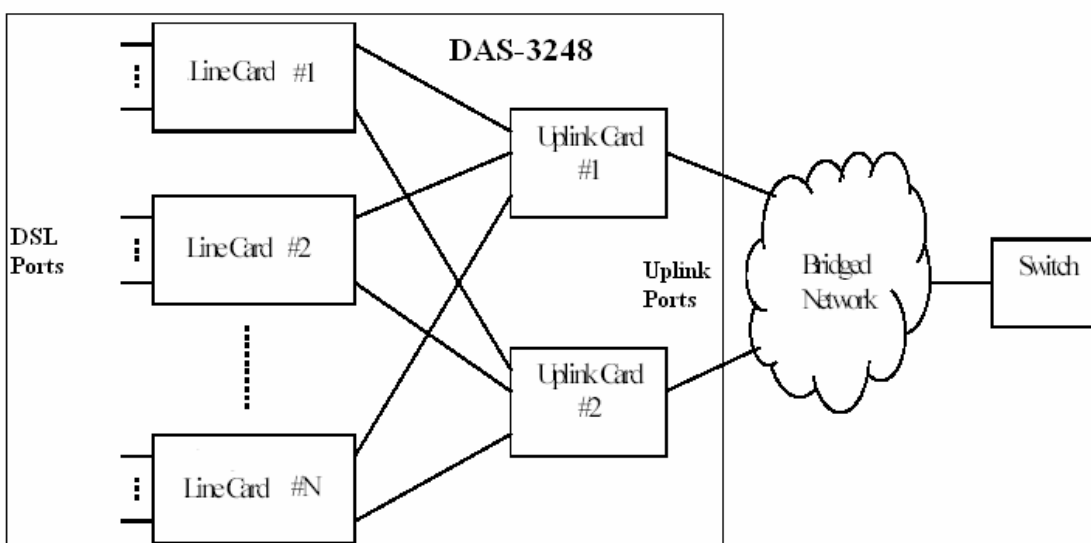 DAS-3248
Line Card #1
Uplink Card
#1
DSL
Ports
Line Card #2
Uplink
Ports
Bridged
Network
Switch
Uplink Card
#2
Line Card #N